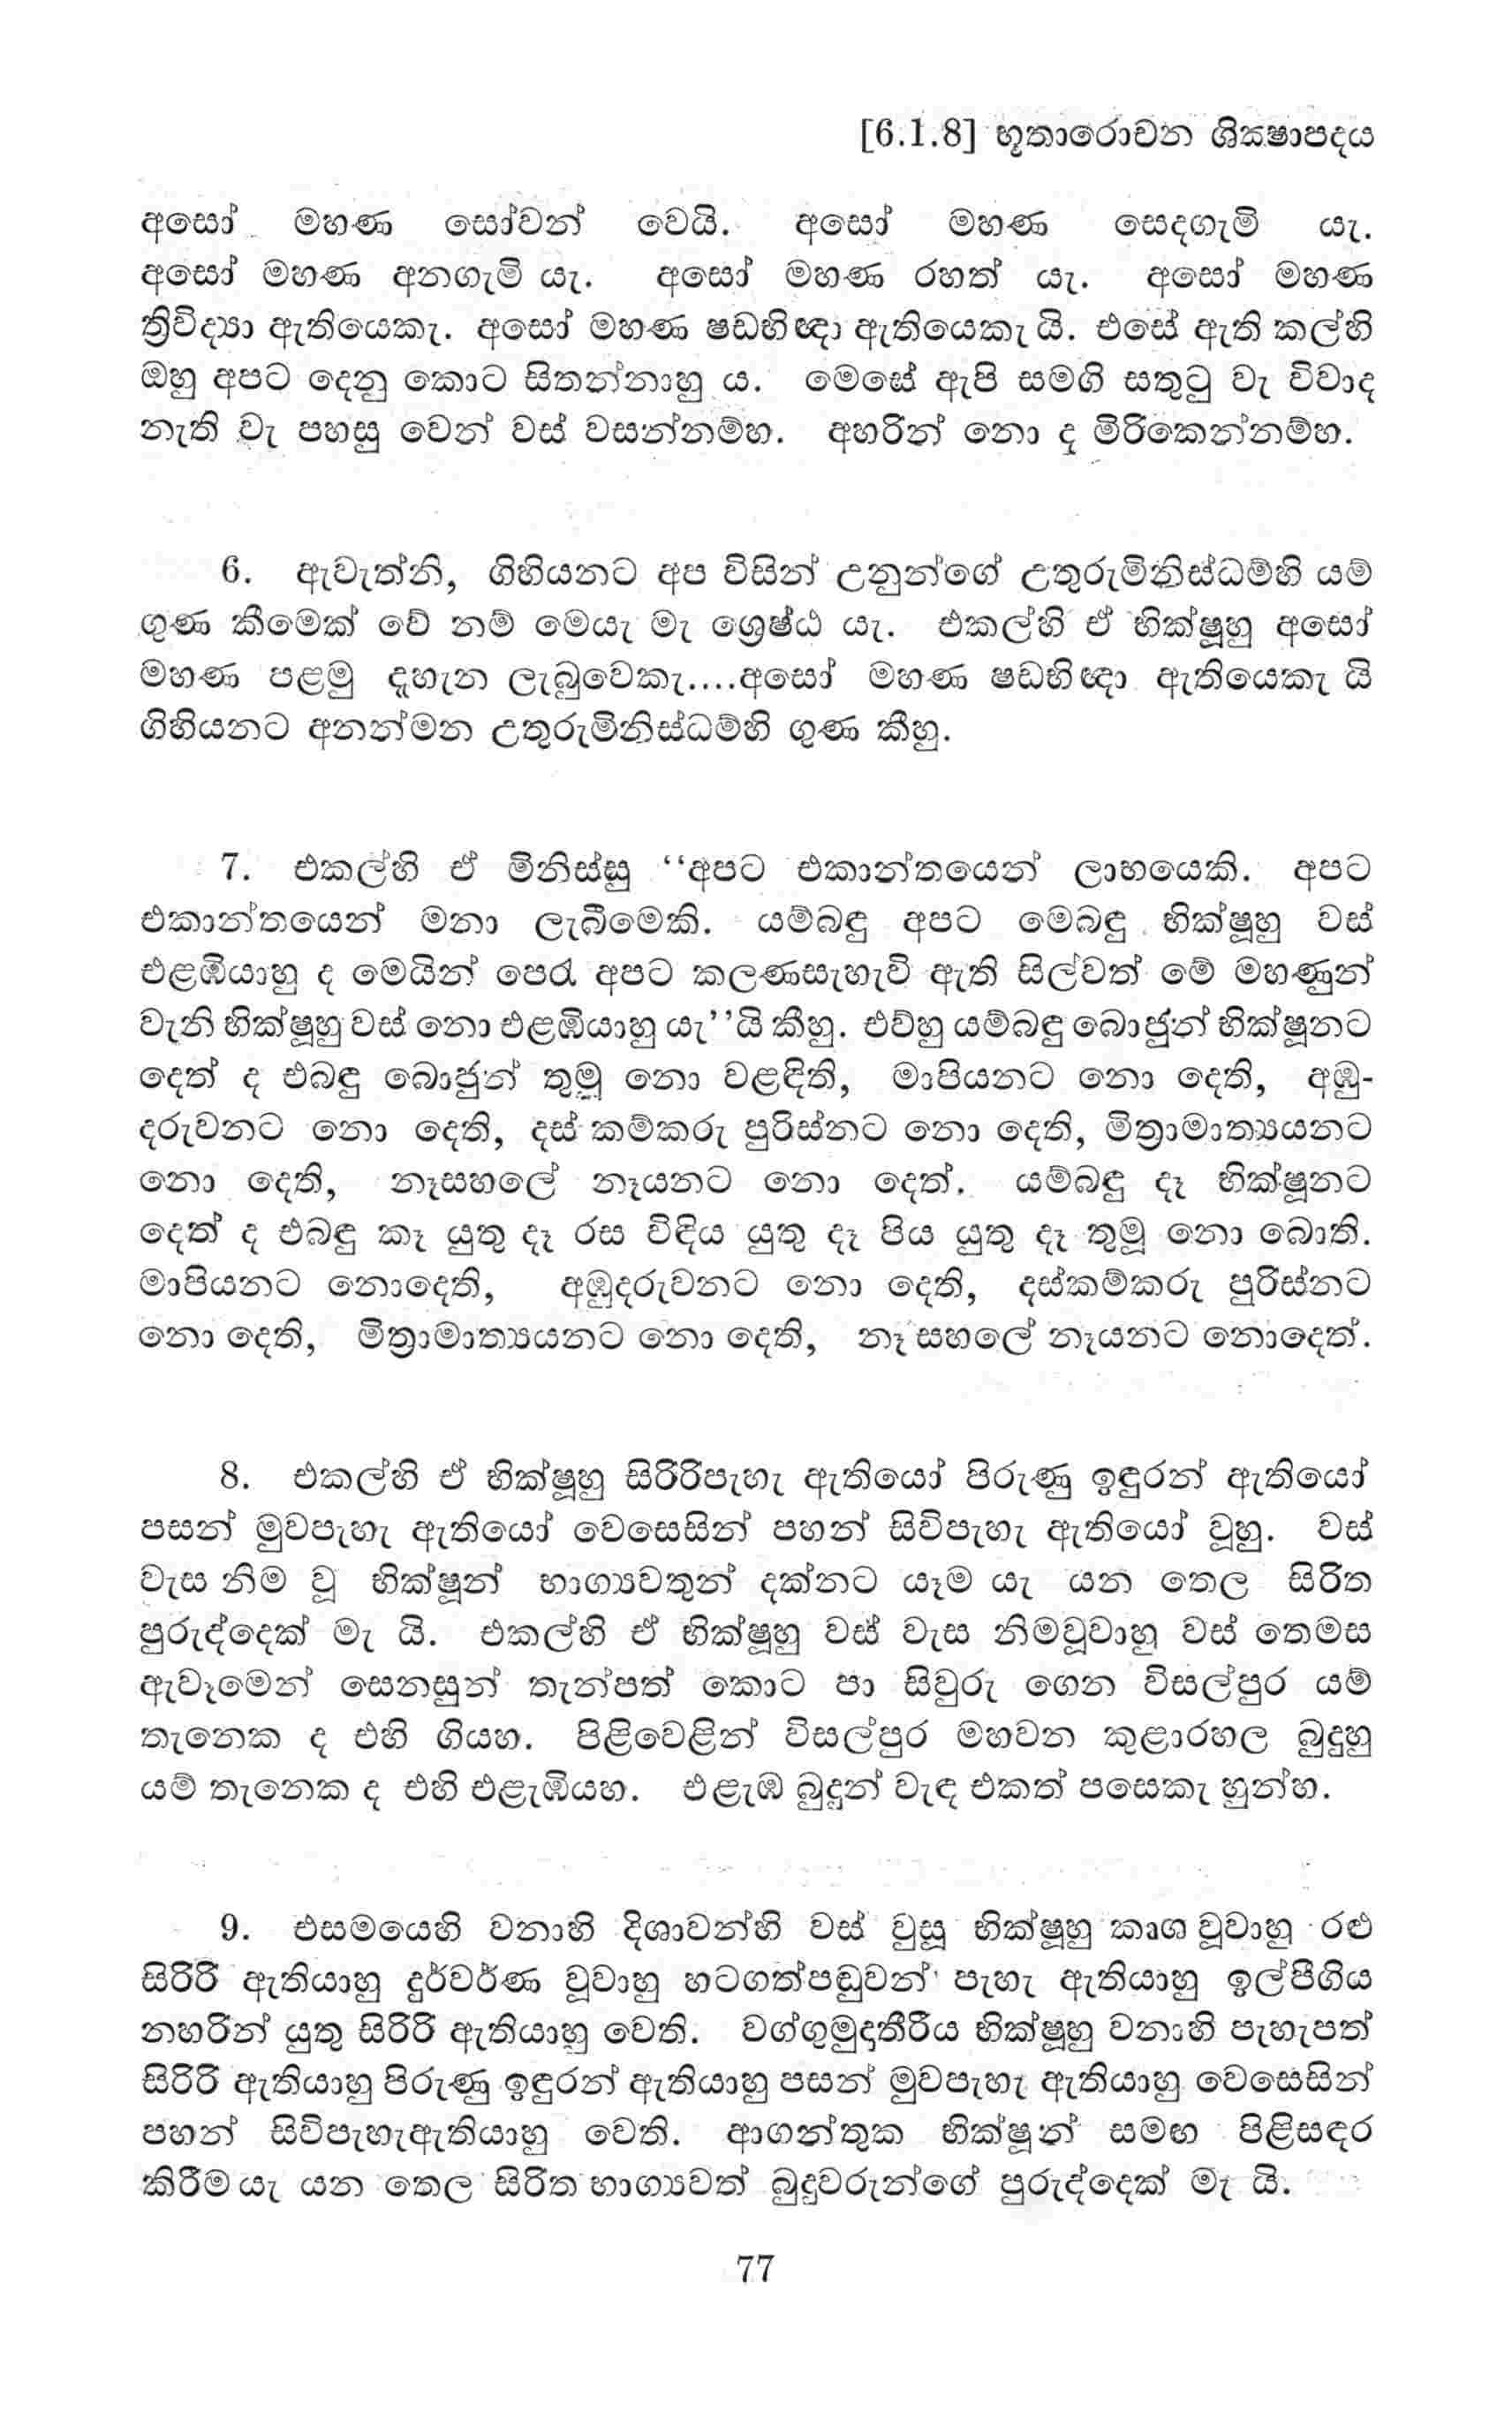 [6.1.8] භූතාරොචන ශික්‍ෂාපදය
අසෝ මහණ සෝවන් වෙයි. අසෝ මහණ සෙදගැමි යැ.
අසෝ මහණ අනගැමි යැ. අසෝ මහණ රහත් යැ. අසෝ මහණ
ත්‍රිවිද්‍යා ඇතියෙකැ. අසෝ මහණ ෂඩභිඥා ඇතියෙකැ යි. එසේ ඇති කල්හි
ඔහු අපට දෙනු කොට සිතන්නාහු ය. මෙසේ ඇපි සමගි සතුටු වැ විවාද
නැති වැ පහසු වෙන් වස් වසන්නම්හ. අහරින් නො ද මිරිකෙන්නම්හ.
6. ඇවැත්නි, ගිහියනට අප විසින් උනුන්ගේ උතුරුමිනිස්ධම්හි යම්
ගුණ කීමෙක් වේ නම් මෙයැ මැ ශ්‍රෙෂ්ඨ යැ. එකල්හි ඒ භික්ෂූහු අසෝ
මහණ පළමු දැහැන ලැබුවෙකැ....අසෝ මහණ ෂඩභිඥා ඇතියෙකැ යි
ගිහියනට අනන්මන උතුරුමිනිස්ධම්හි ගුණ කීහු.
7. එකල්හි ඒ මිනිස්සු ‘‘අපට එකාන්තයෙන් ලාභයෙකි. අපට
එකාන්තයෙන් මනා ලැබීමෙකි. යම්බඳු අපට මෙබඳු භික්ෂූහු වස්
එළඹියාහු ද මෙයින් පෙරැ අපට කලණසැහැවි ඇති සිල්වත් මේ මහණුන්
වැනි භික්ෂූහු වස් නො එළඹියාහු යැ’’යි කීහු. එව්හු යම්බඳු බොජුන් භික්ෂූනට
දෙත් ද එබඳු බොජුන් තුමූ නො වළඳිති, මාපියනට නො දෙති, අඹු-
දරුවනට නො දෙති, දස් කම්කරු පුරිස්නට නො දෙති, මිත්‍රාමාත්‍යයනට
නො දෙති, නෑසහලේ නෑයනට නො දෙත්. යම්බඳු දෑ භික්ෂූනට
දෙත් ද එබඳු කෑ යුතු දෑ රස විඳිය යුතු දෑ පිය යුතු දෑ තුමූ නො බොති.
මාපියනට නොදෙති, අඹුදරුවනට නො දෙති, දස්කම්කරු පුරිස්නට
නො දෙති, මිත්‍රාමාත්‍යයනට නො දෙති, නෑ සහලේ නෑයනට නොදෙත්.
8. එකල්හි ඒ භික්ෂූහු සිරිරිපැහැ ඇතියෝ පිරුණු ඉඳුරන් ඇතියෝ
පසන් මුවපැහැ ඇතියෝ වෙසෙසින් පහන් සිවිපැහැ ඇතියෝ වූහු. වස්
වැස නිම වූ භික්ෂූන් භාග්‍යවතුන් දක්නට යෑම යැ යන තෙල සිරිත
පුරුද්දෙක් මැ යි. එකල්හි ඒ භික්ෂූහු වස් වැස නිමවූවාහු වස් තෙමස
ඇවෑමෙන් සෙනසුන් තැන්පත් කොට පා සිවුරු ගෙන විසල්පුර යම්
තැනෙක ද එහි ගියහ. පිළිවෙළින් විසල්පුර මහවන කුළාරහල බුදුහු
යම් තැනෙක ද එහි එළැඹියහ. එළැඹ බුදුන් වැඳ එකත් පසෙකැ හුන්හ.
9. එසමයෙහි වනාහි දිශාවන්හි වස් වුසූ භික්ෂූහු කෘශ වූවාහු රළු
සිරිරි ඇතියාහු දුර්වර්ණ වූවාහු හටගත්පඬුවන් පැහැ ඇතියාහු ඉල්පීගිය
නහරින් යුතු සිරිරි ඇතියාහු වෙති. වග්ගුමුදාතීරීය භික්ෂූහු වනාහි පැහැපත්
සිරිරි ඇතියාහු පිරුණු ඉඳුරන් ඇතියාහු පසන් මුවපැහැ ඇතියාහු වෙසෙසින්
පහන් සිවිපැහැඇතියාහු වෙති. ආගන්තුක භික්ෂූන් සමඟ පිළිසඳර
කිරීම යැ යන තෙල සිරිත භාග්‍යවත් බුදුවරුන්ගේ පුරුද්දෙක් මැ යි.
77